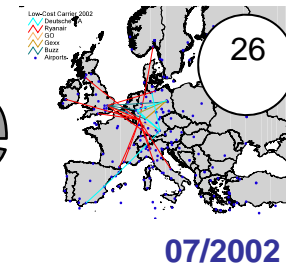 Low-Cost Carrier 2002
Deutsche BA
Ryanair
GO
Gexx
Buzz
Airports
26
07/2002